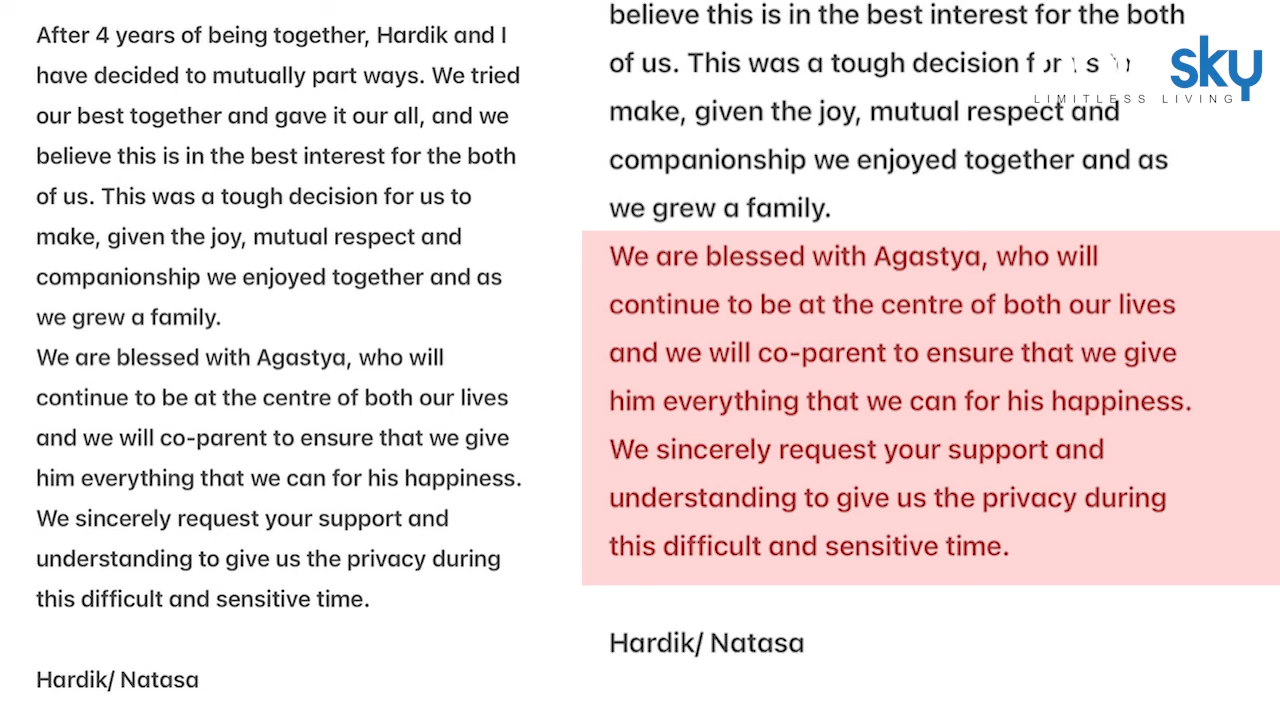 After 4 years of being together, Hardik and I
have decided to mutually part ways. We tried
our best together and gave it our all, and we
believe this is in the best interest for the both
of us. This was a tough decision for us to
make, given the joy, mutual respect and
companionship we enjoyed together and as
we grew a family.
We are blessed with Agastya, who will
continue to be at the centre of both our lives
and we will co-parent to ensure that we give
him everything that we can for his happiness.
We sincerely request your support and
understanding to give us the privacy during
this difficult and sensitive time.
Hardik/ Natasa
believe this is in the best interest for the both
of us. This was a tough decision for
make, given the joy, mutual respect and
companionship we enjoyed together and as
we grew a family.
We are blessed with Agastya, who will
continue to be at the centre of both our lives
and we will co-parent to ensure that we give
him everything that we can for his happiness.
We sincerely request your support and
understanding to give us the privacy during
this difficult and sensitive time.
Hardik/ Natasa
sky
LIMITLESS LIVING